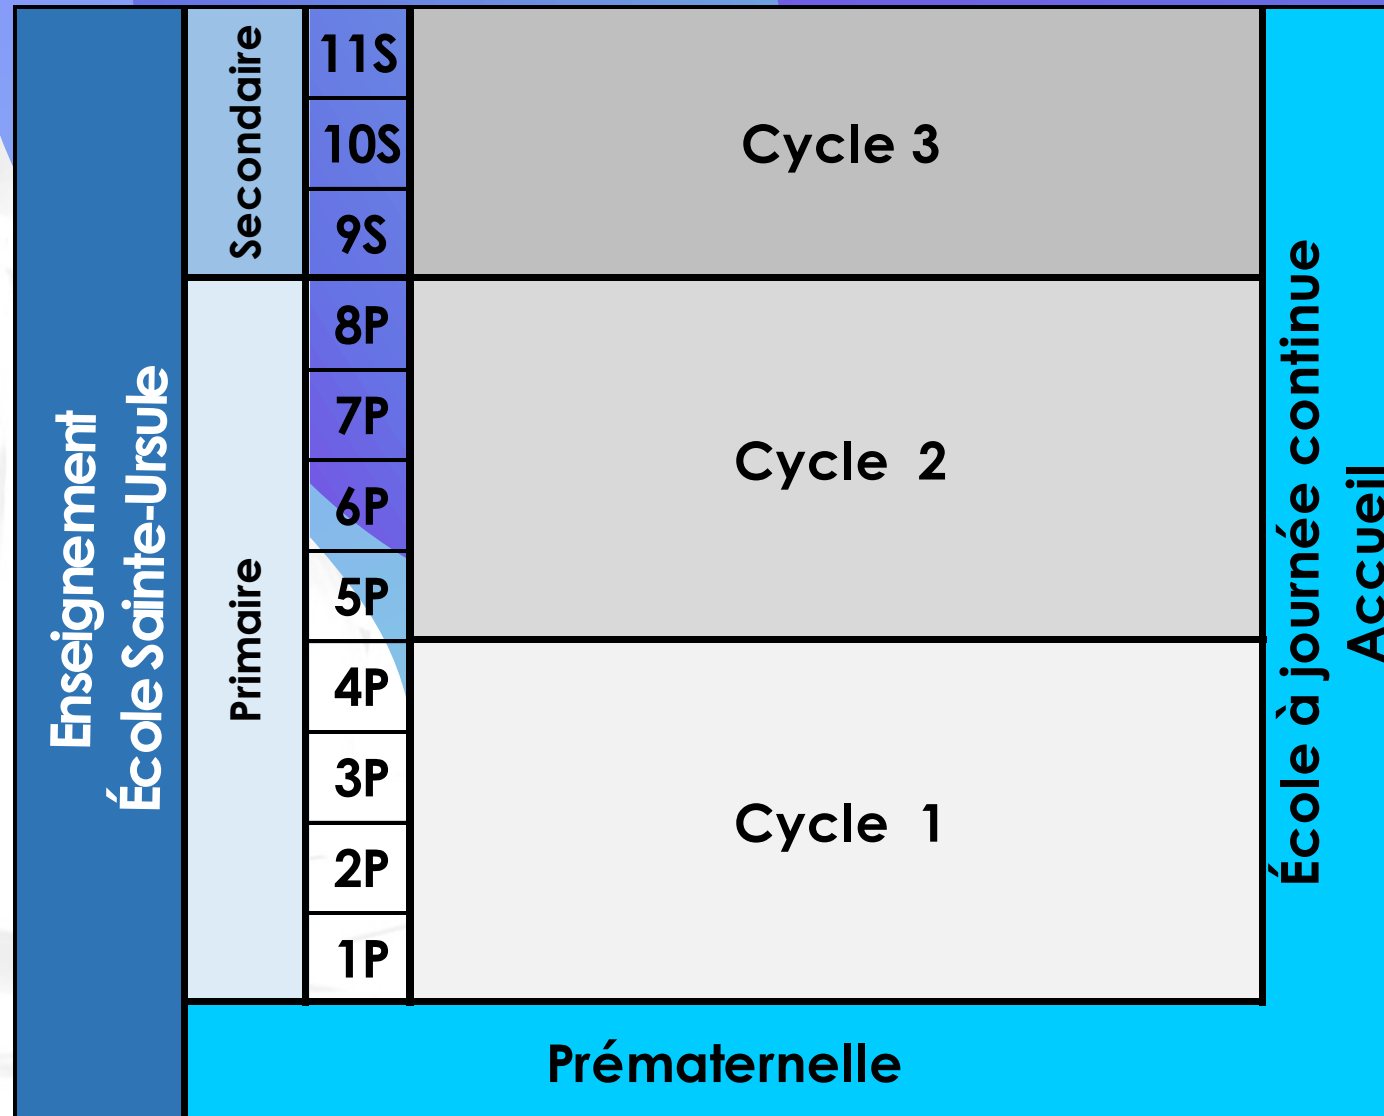 Enseignement
École Sainte-Ursule
Secondaire
11S
10S
9S
Cycle 3
Primaire
8P
7P
6P
5P
Cycle 2
4P
3P
2P
1P
Cycle 1
Prématernelle
École à journée continue
Accueil